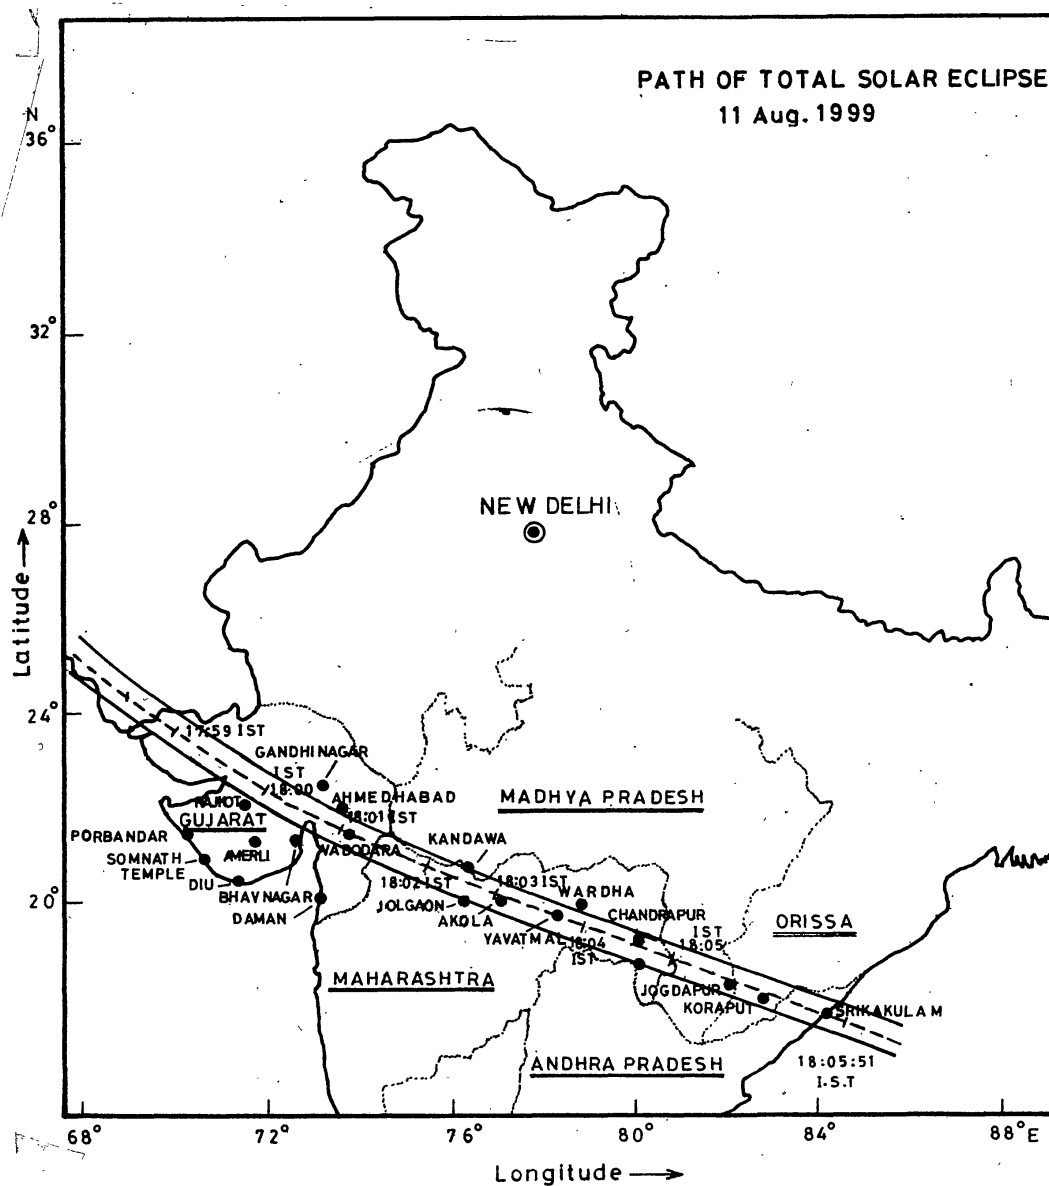 PATH OF TOTAL SOLAR ECLIPSE
11 Aug. 1999
N
36°
32°
28°
24°
20°
Latitude
NEW DELHI
17:59 IST
GANDHINAGAR
IST
18:00
AHMEDHABAD
18:01 IST
RAJKOT
GUJARAT
MADHYA PRADESH
PORBANDAR
SOMNATH
TEMPLE
AMERLI
VADODARA
KANDAWA
DIU
BHAVNAGAR
DAMAN
18:02 IST
18:03 IST
JOLGAON
AKOLA
WARDHA
YAVATMAL
18:04
IST
CHANDRAPUR
IST
18:05
ORISSA
MAHARASHTRA
JOGDAPUR
KORAPUT
SRIKAKULAM
ANDHRA PRADESH
18:05:51
I.S.T
68° 72° 76° 80° 84° 88° E
Longitude